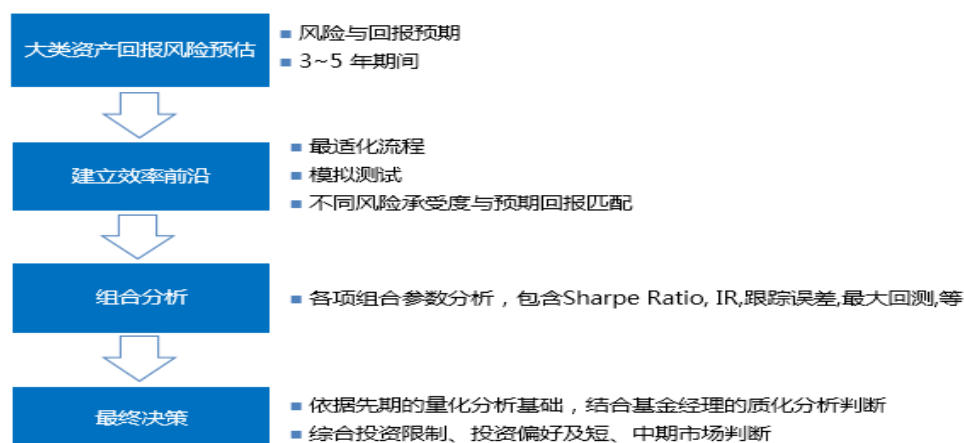 大类资产回报风险预估
■ 风险与回报预期
■ 3~5 年期间
建立效率前沿
■ 最适化流程
■ 模拟测试
■ 不同风险承受度与预期回报匹配
组合分析
■ 各项组合参数分析，包含Sharpe Ratio, IR,跟踪误差,最大回测,等
最终决策
■ 依据先期的量化分析基础，结合基金经理的质化分析判断
■ 综合投资限制、投资偏好及短、中期市场判断